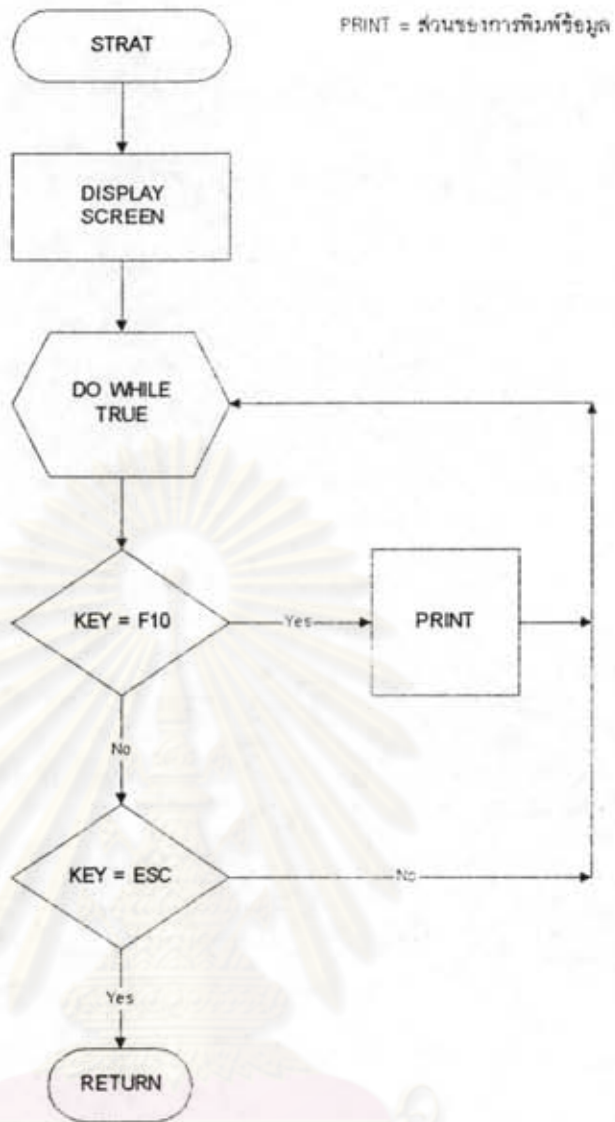 PRINT = ส่วนของการพิมพ์ข้อมูล
STRAT
DISPLAY
SCREEN
DO WHILE
TRUE
KEY = F10
Yes
PRINT
No
KEY = ESC
No
Yes
RETURN